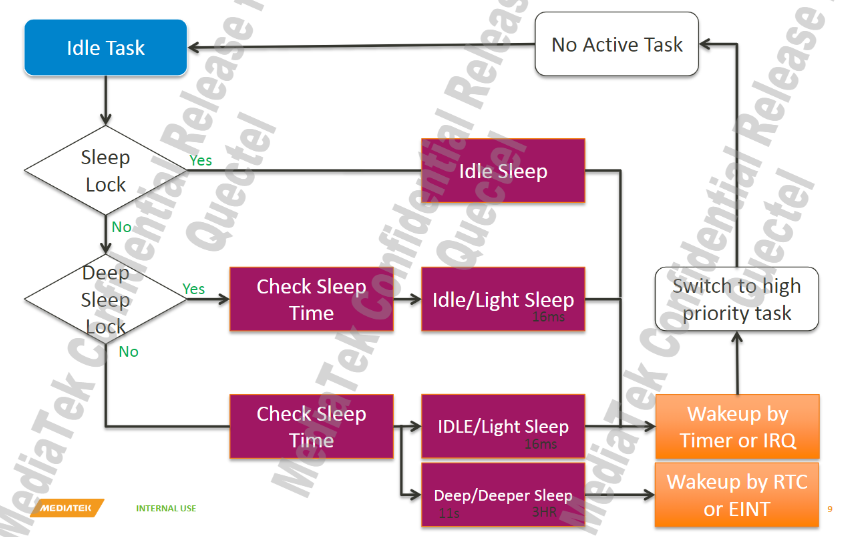 Idle Task
No Active Task
Sleep
Lock
Yes
Idle Sleep
No
Deep
Sleep
Lock
Yes
Check Sleep
Time
Idle/Light Sleep
16ms
Switch to high
priority task
No
Check Sleep
Time
IDLE/Light Sleep
16ms
Wakeup by
Timer or IRQ
Deep/Deeper Sleep
11s
3HR
Wakeup by RTC
or EINT
MEDIATEK
INTERNAL USE
9
MediaTek Confidential Release t
Quectel
MediaTek Confidential Release
Quectel
MediaTek Confidential Release
Quectel